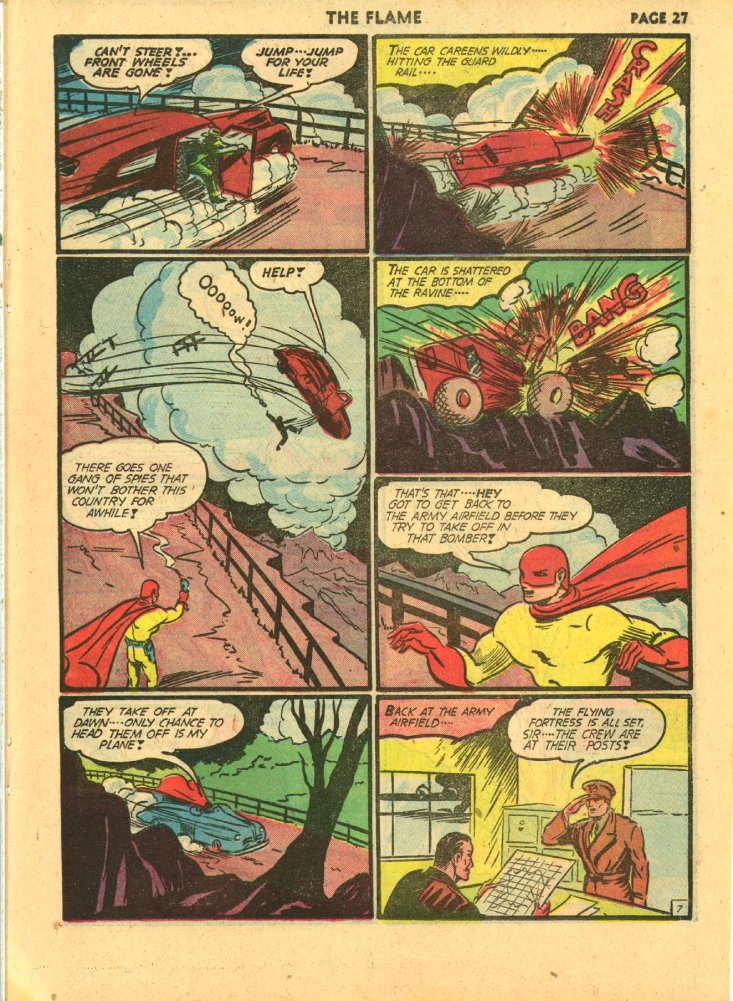 THE FLAME
PAGE 27
CAN'T STEER!...
FRONT WHEELS
ARE GONE!
JUMP....JUMP
FOR YOUR
LIFE!
THE CAR CAREENS WILDLY.....
HITTING THE GUARD
RAIL....
CRASH
OOOOOW!
HELP!
THERE GOES ONE
GANG OF SPIES THAT
WON'T BOTHER THIS
COUNTRY FOR
AWHILE!
THE CAR IS SHATTERED
AT THE BOTTOM OF
THE RAVINE....
BANG
THAT'S THAT....HEY
GOT TO GET BACK TO
THE ARMY AIRFIELD BEFORE THEY
TRY TO TAKE OFF IN
THAT BOMBER!
THEY TAKE OFF AT
DAWN....ONLY CHANCE TO
HEAD THEM OFF IS MY
PLANE!
BACK AT THE ARMY
AIRFIELD....
THE FLYING
FORTRESS IS ALL SET,
SIR....THE CREW ARE
AT THEIR POSTS!
7